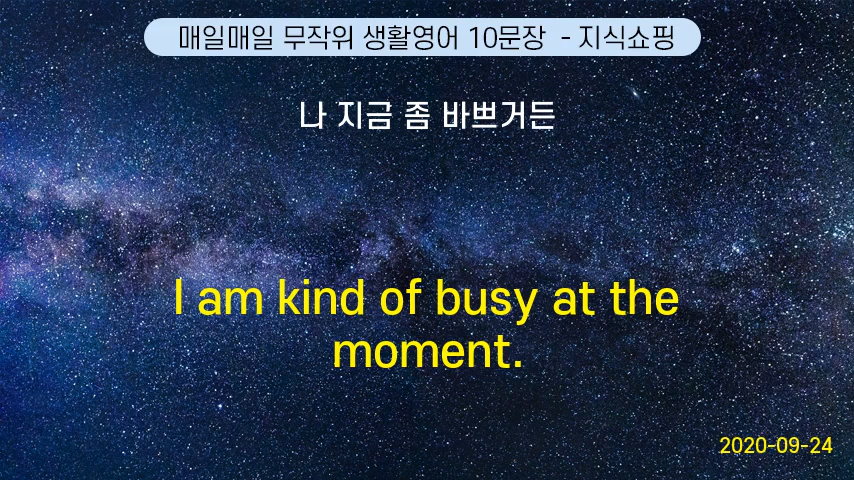 매일매일 무작위 생활영어 10문장 - 지식쇼핑
나 지금 좀 바쁘거든
I am kind of busy at the
moment.
2020-09-24